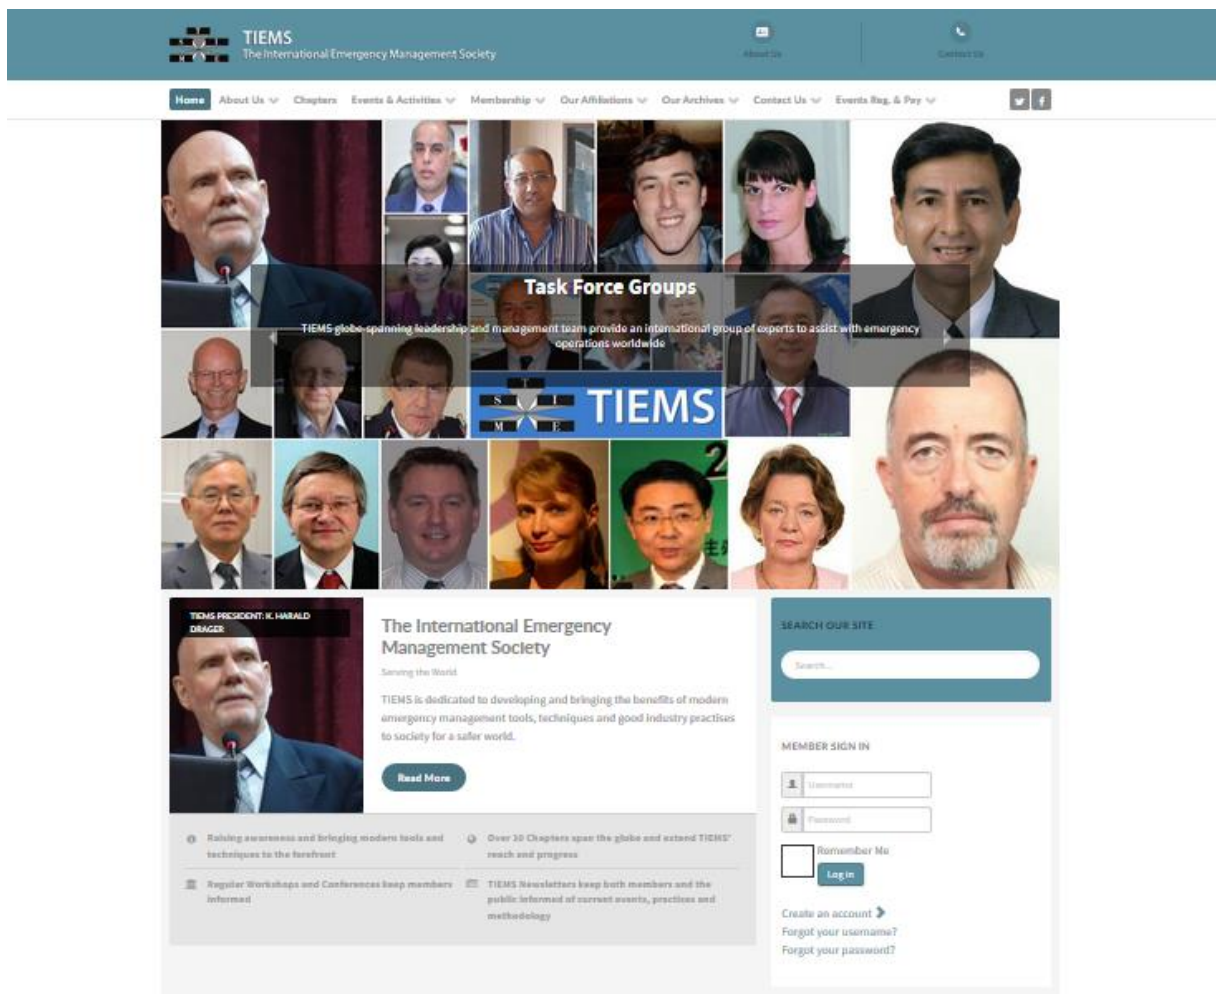 TIEMS
The International Emergency Management Society
About Us
Contact Us
Home About Us Chapters Events & Activities Membership Our Affiliations Our Archives Contact Us Events Reg. & Pay
Task Force Groups
TIEMS globe-spanning leadership and management team provide an international group of experts to assist with emergency
operations worldwide
T
S I
M E
TIEMS
2
TIEMS PRESIDENT: K. HARALD
DRAGER
The International Emergency
Management Society
Serving the World
TIEMS is dedicated to developing and bringing the benefits of modern
emergency management tools, techniques and good industry practises
to society for a safer world.
Read More
Raising awareness and bringing modern tools and
techniques to the forefront
Over 10 Chapters span the globe and extend TIEMS'
reach and progress
Regular Workshops and Conferences keep members
informed
TIEMS Newsletters keep both members and the
public informed of current events, practices and
methodology
SEARCH OUR SITE
Search...
MEMBER SIGN IN
Username
Password
Remember Me
Log in
Create an account
Forgot your username?
Forgot your password?